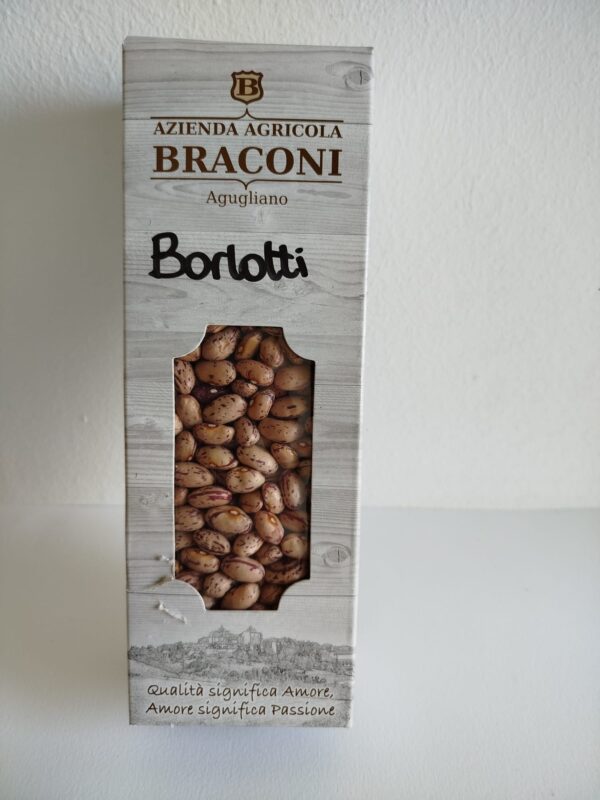 B
AZIENDA AGRICOLA
BRACONI
Agugliano
Borlotti
Qualità significa Amore,
Amore significa Passione